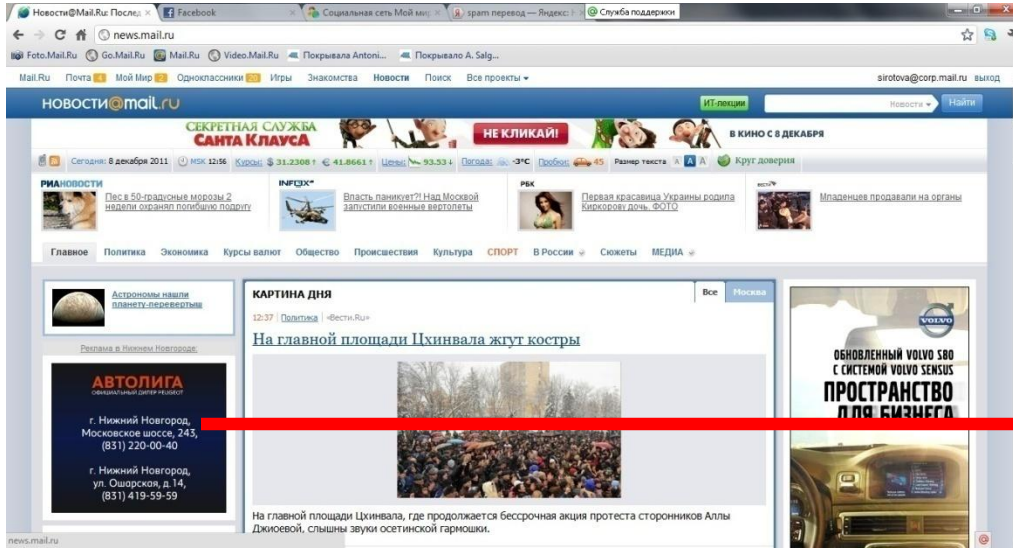 Новости@Mail.Ru: Послед
Facebook
Социальная сеть Мой мир
spam перевод — Яндекс:
Служба поддержки
news.mail.ru
Foto.Mail.Ru Go.Mail.Ru Mail.Ru Video.Mail.Ru Покрывала Antoni... Покрывало A. Salg...
Mail.Ru Почта 4 Мой Мир 2 Одноклассники 20 Игры Знакомства Новости Поиск Все проекты
sirotova@corp.mail.ru выход
новости@mail.ru
ИТ-лекции
Новости
Найти
СЕКРЕТНАЯ СЛУЖБА
САНТА КЛАУСА
НЕ КЛИКАЙ!
В КИНО С 8 ДЕКАБРЯ
Сегодня: 8 декабря 2011 MSK 12:56 Курсы: $ 31.2308 ↑ € 41.8661 ↑ Цены: 93.53 ↓ Погода: -3°C Пробки: 45 Размер текста A A A Круг доверия
РИАНОВОСТИ
Пес в 50-градусные морозы 2
недели охранял погибшую подругу
INFOX
Власть паникует?! Над Москвой
запустили военные вертолеты
РБК
Первая красавица Украины родила
Киркорову дочь. ФОТО
вести
Младенцев продавали на органы
Главное Политика Экономика Курсы валют Общество Происшествия Культура СПОРТ В России Сюжеты МЕДИА
Астрономы нашли
планету-перевертыш
Реклама в Нижнем Новгороде:
АВТОЛИГА
ОФИЦИАЛЬНЫЙ ДИЛЕР PEUGEOT
г. Нижний Новгород,
Московское шоссе, 243,
(831) 220-00-40
г. Нижний Новгород,
ул. Ошарская, д.14,
(831) 419-59-59
КАРТИНА ДНЯ
Все
Москва
12:37 Политика «Вести.Ru»
На главной площади Цхинвала жгут костры
На главной площади Цхинвала, где продолжается бессрочная акция протеста сторонников Аллы
Джиоевой, слышны звуки осетинской гармошки.
VOLVO
ОБНОВЛЕННЫЙ VOLVO S80
С СИСТЕМОЙ VOLVO SENSUS
ПРОСТРАНСТВО
ДЛЯ БИЗНЕСА
news.mail.ru